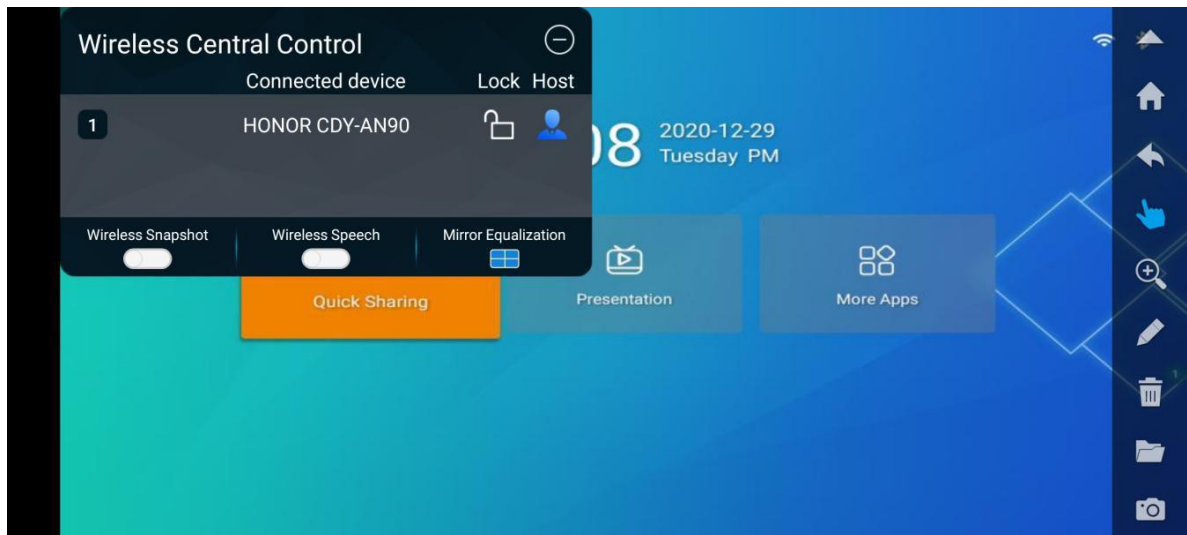 Wireless Central Control
Connected device Lock Host
1 HONOR CDY-AN90
08 2020-12-29
Tuesday PM
Wireless Snapshot Wireless Speech Mirror Equalization
Quick Sharing Presentation More Apps
1